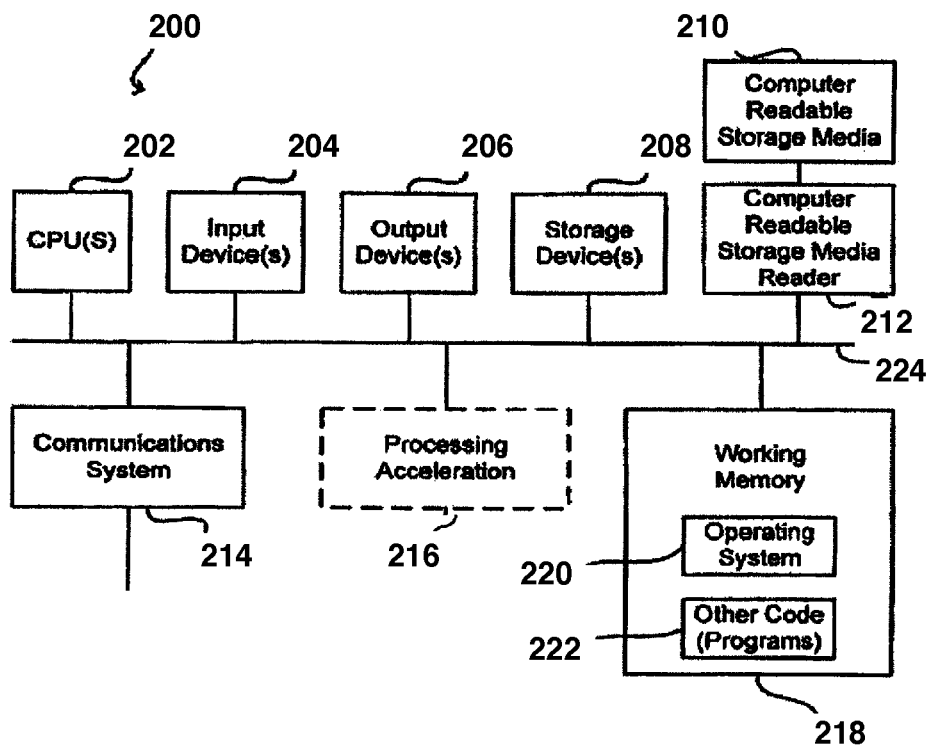 200
210
Computer
Readable
Storage Media
202
204
206
208
CPU(S)
Input
Device(s)
Output
Device(s)
Storage
Device(s)
Computer
Readable
Storage Media
Reader
212
224
Communications
System
214
Processing
Acceleration
216
Working
Memory
220
Operating
System
222
Other Code
(Programs)
218